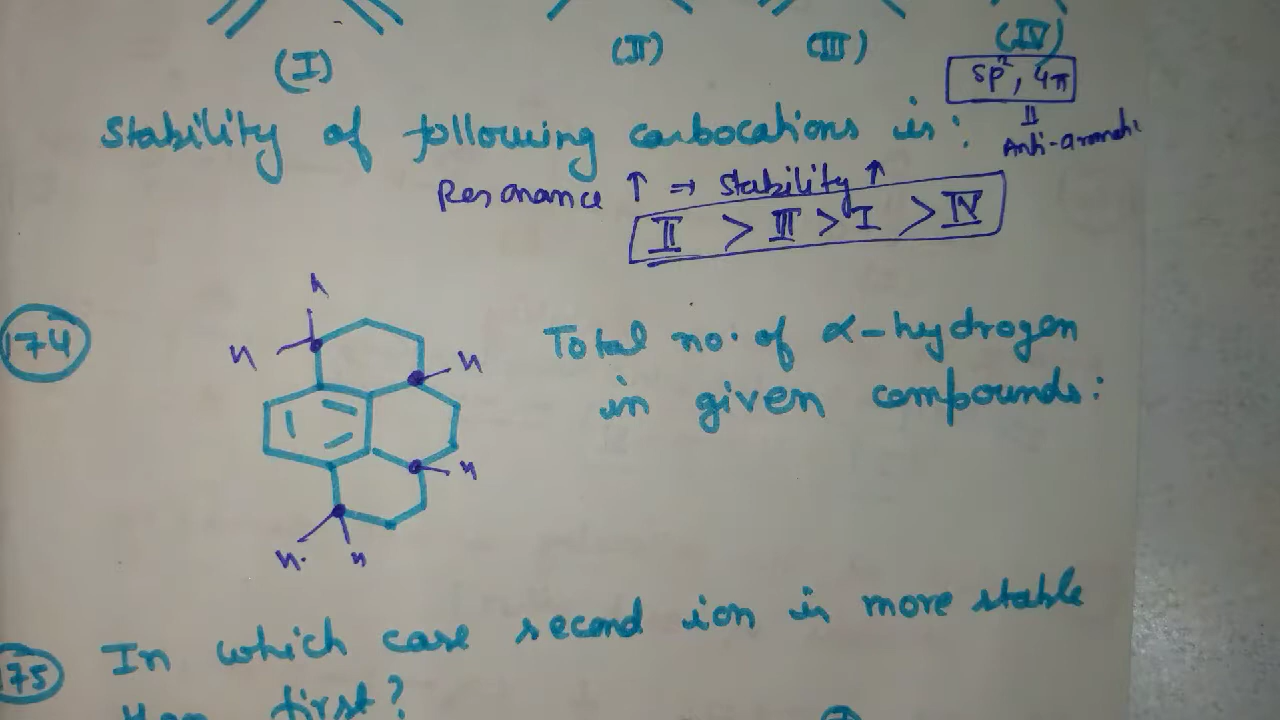 (I) (II) (III) (IV)
sp², 4π
Stability of following carbocations is:
Anti-aromatic
Resonance ↑ ⇒ Stability ↑
II > III > I > IV
174
H H H
Total no. of α-hydrogen
in given compounds:
H
H H
175
In which case second ion is more stable
than first?